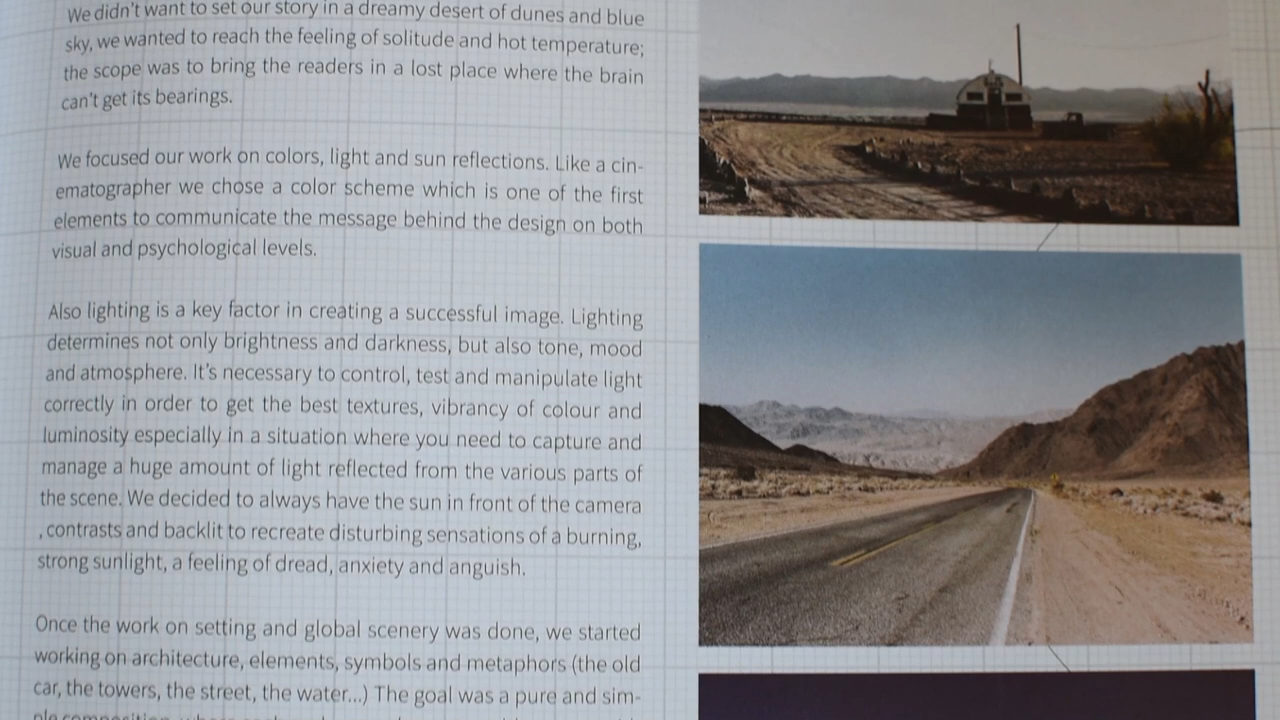 We didn't want to set our story in a dreamy desert of dunes and blue
sky, we wanted to reach the feeling of solitude and hot temperature;
the scope was to bring the readers in a lost place where the brain
can't get its bearings.
We focused our work on colors, light and sun reflections. Like a cin-
ematographer we chose a color scheme which is one of the first
elements to communicate the message behind the design on both
visual and psychological levels.
Also lighting is a key factor in creating a successful image. Lighting
determines not only brightness and darkness, but also tone, mood
and atmosphere. It's necessary to control, test and manipulate light
correctly in order to get the best textures, vibrancy of colour and
luminosity especially in a situation where you need to capture and
manage a huge amount of light reflected from the various parts of
the scene. We decided to always have the sun in front of the camera
, contrasts and backlit to recreate disturbing sensations of a burning,
strong sunlight, a feeling of dread, anxiety and anguish.
Once the work on setting and global scenery was done, we started
working on architecture, elements, symbols and metaphors (the old
car, the towers, the street, the water...) The goal was a pure and sim-
ple composition,